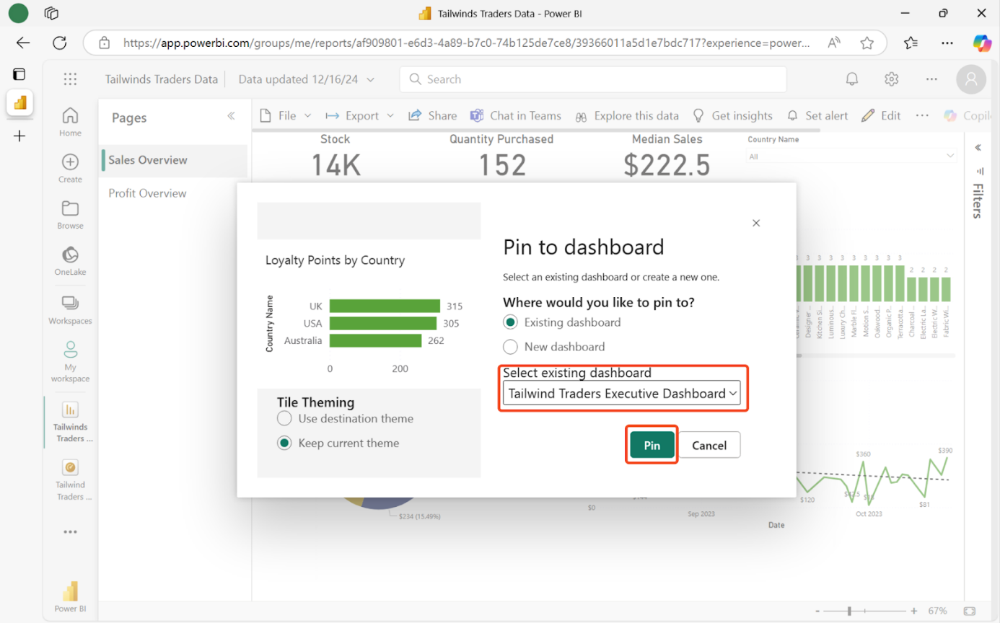 Tailwinds Traders Data - Power BI
https://app.powerbi.com/groups/me/reports/af909801-e6d3-4a89-b7c0-74b125de7ce8/39366011a5d1e7bdc717?experience=power...
Tailwinds Traders Data
Data updated 12/16/24
Search
Home
Create
Browse
OneLake
Workspaces
My
workspace
Tailwinds
Traders ...
Tailwind
Traders ...
Power BI
Pages
Sales Overview
Profit Overview
File
Export
Share
Chat in Teams
Explore this data
Get insights
Set alert
Edit
Stock
14K
Quantity Purchased
152
Median Sales
$222.5
Country Name
All
Filters
Loyalty Points by Country
Country Name
UK 315
USA 305
Australia 262
0 200
Tile Theming
Use destination theme
Keep current theme
Pin to dashboard
Select an existing dashboard or create a new one.
Where would you like to pin to?
Existing dashboard
New dashboard
Select existing dashboard
Tailwind Traders Executive Dashboard
Pin
Cancel
3 3 3 3 3 3 3 3 3 2 2 2 2
Designer ...
Kitchen Si...
Luminous...
Luxury Ch...
Marble Fl...
Motion S...
Oakwood...
Organic P...
Terracotta...
Charcoal ...
Electric La...
Electric W...
Fabric Wi...
$234 (15.49%)
$0
Sep 2023
$120
$360
$390
$81
Oct 2023
Date
67%